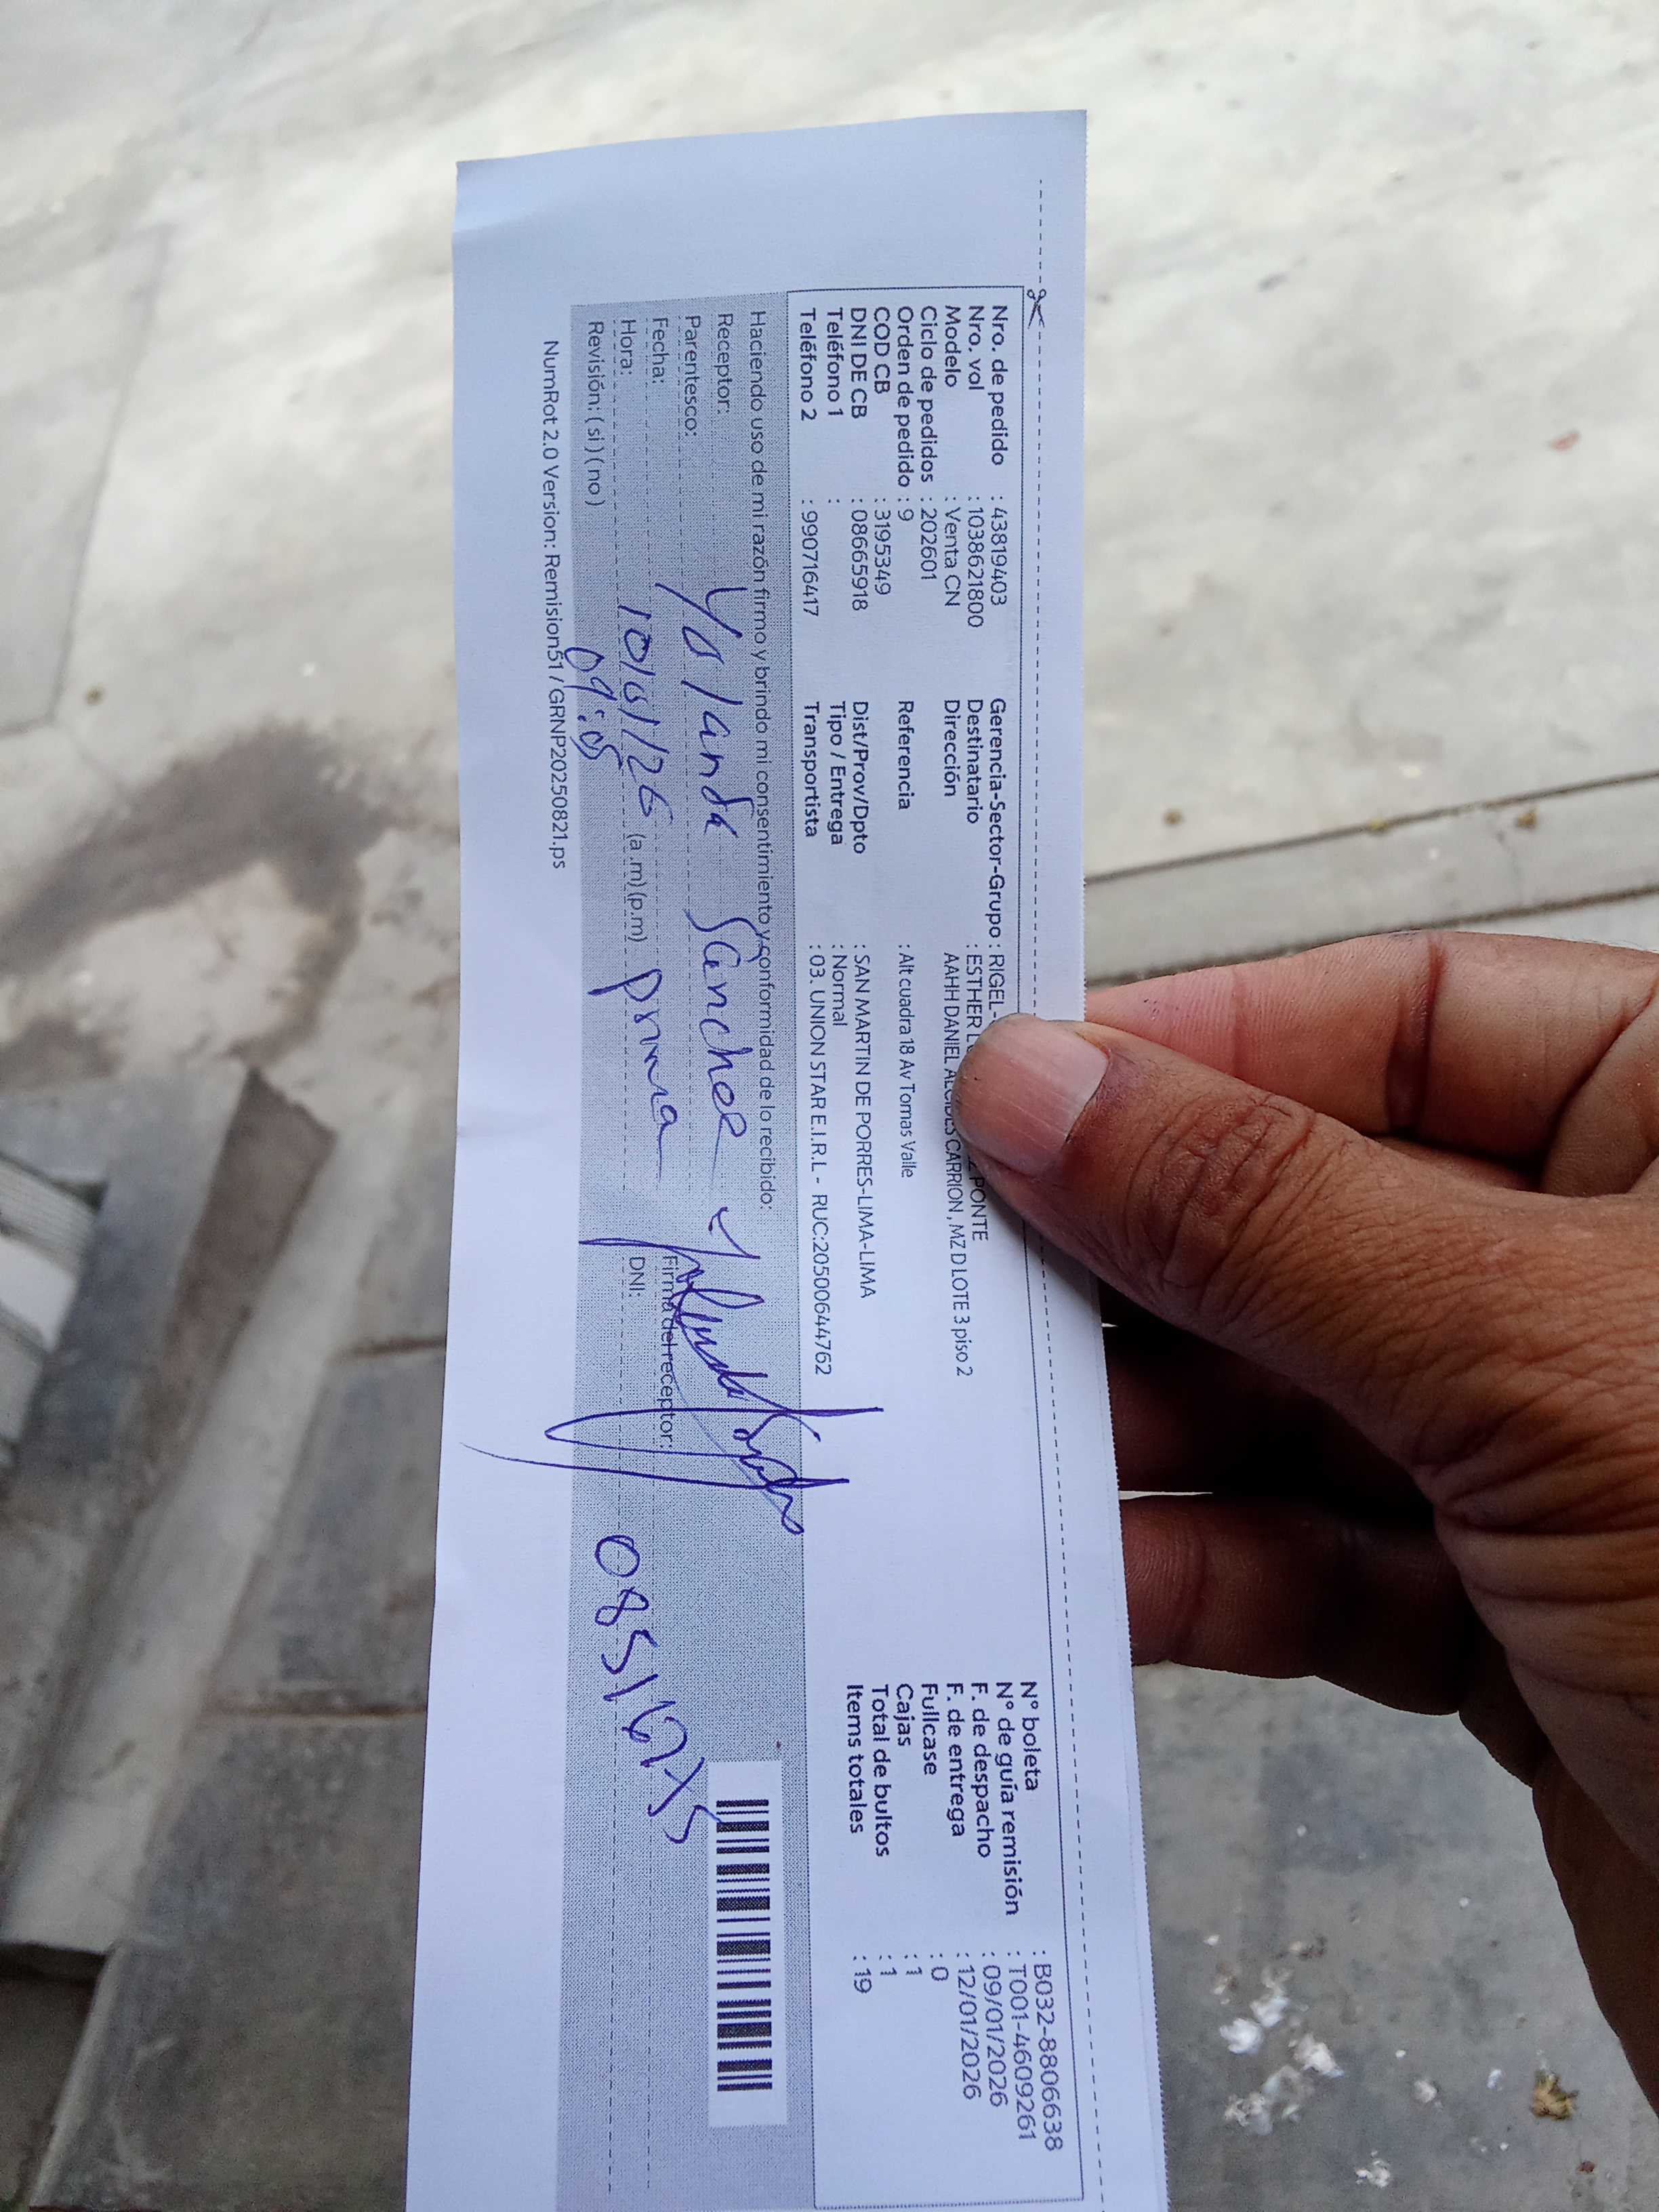 Nro. de pedido : 43819403
Nro. vol : 1038621800
Modelo : Venta CN
Ciclo de pedidos : 202601
Orden de pedido : 9
COD CB : 3195349
DNI DE CB : 08665918
Teléfono 1 :
Teléfono 2 : 990716417
Gerencia-Sector-Grupo : RIGEL-
Destinatario : ESTHER PONTE
Dirección AAHH DANIEL ALCIDES CARRION, MZ D LOTE 3 piso 2
Referencia : Alt cuadra 18 Av Tomas Valle
Dist/Prov/Dpto : SAN MARTIN DE PORRES-LIMA-LIMA
Tipo / Entrega : Normal
Transportista : 03. UNION STAR E.I.R.L - RUC:20500644762
N° boleta : B032-8806638
N° de guía remisión : T001-4609261
F. de despacho : 09/01/2026
F. de entrega : 12/01/2026
Fullcase : 0
Cajas : 1
Total de bultos : 1
Items totales : 19
Haciendo uso de mi razón firmo y brindo mi consentimiento y conformidad de lo recibido:
Receptor: Yolanda Sánchez
Parentesco: prima
Fecha: 10/01/26
Hora: 09:05 (a.m)(p.m)
Revisión: ( si ) ( no )
Firma del receptor:
DNI:
NumRot 2.0 Version: Remision51 / GRNP20250821.ps